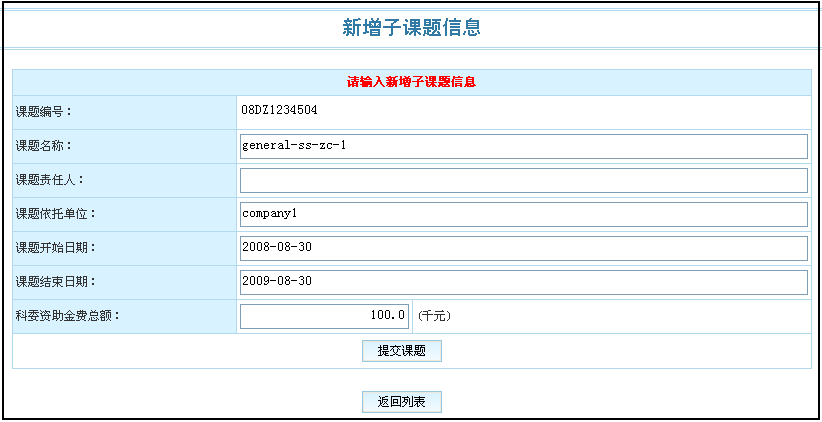 新增子课题信息
请输入新增子课题信息
课题编号： 08DZ1234504
课题名称： general-ss-zc-1
课题责任人：
课题依托单位： company1
课题开始日期： 2008-08-30
课题结束日期： 2009-08-30
科委资助金费总额： 100.0 (千元)
提交课题
返回列表